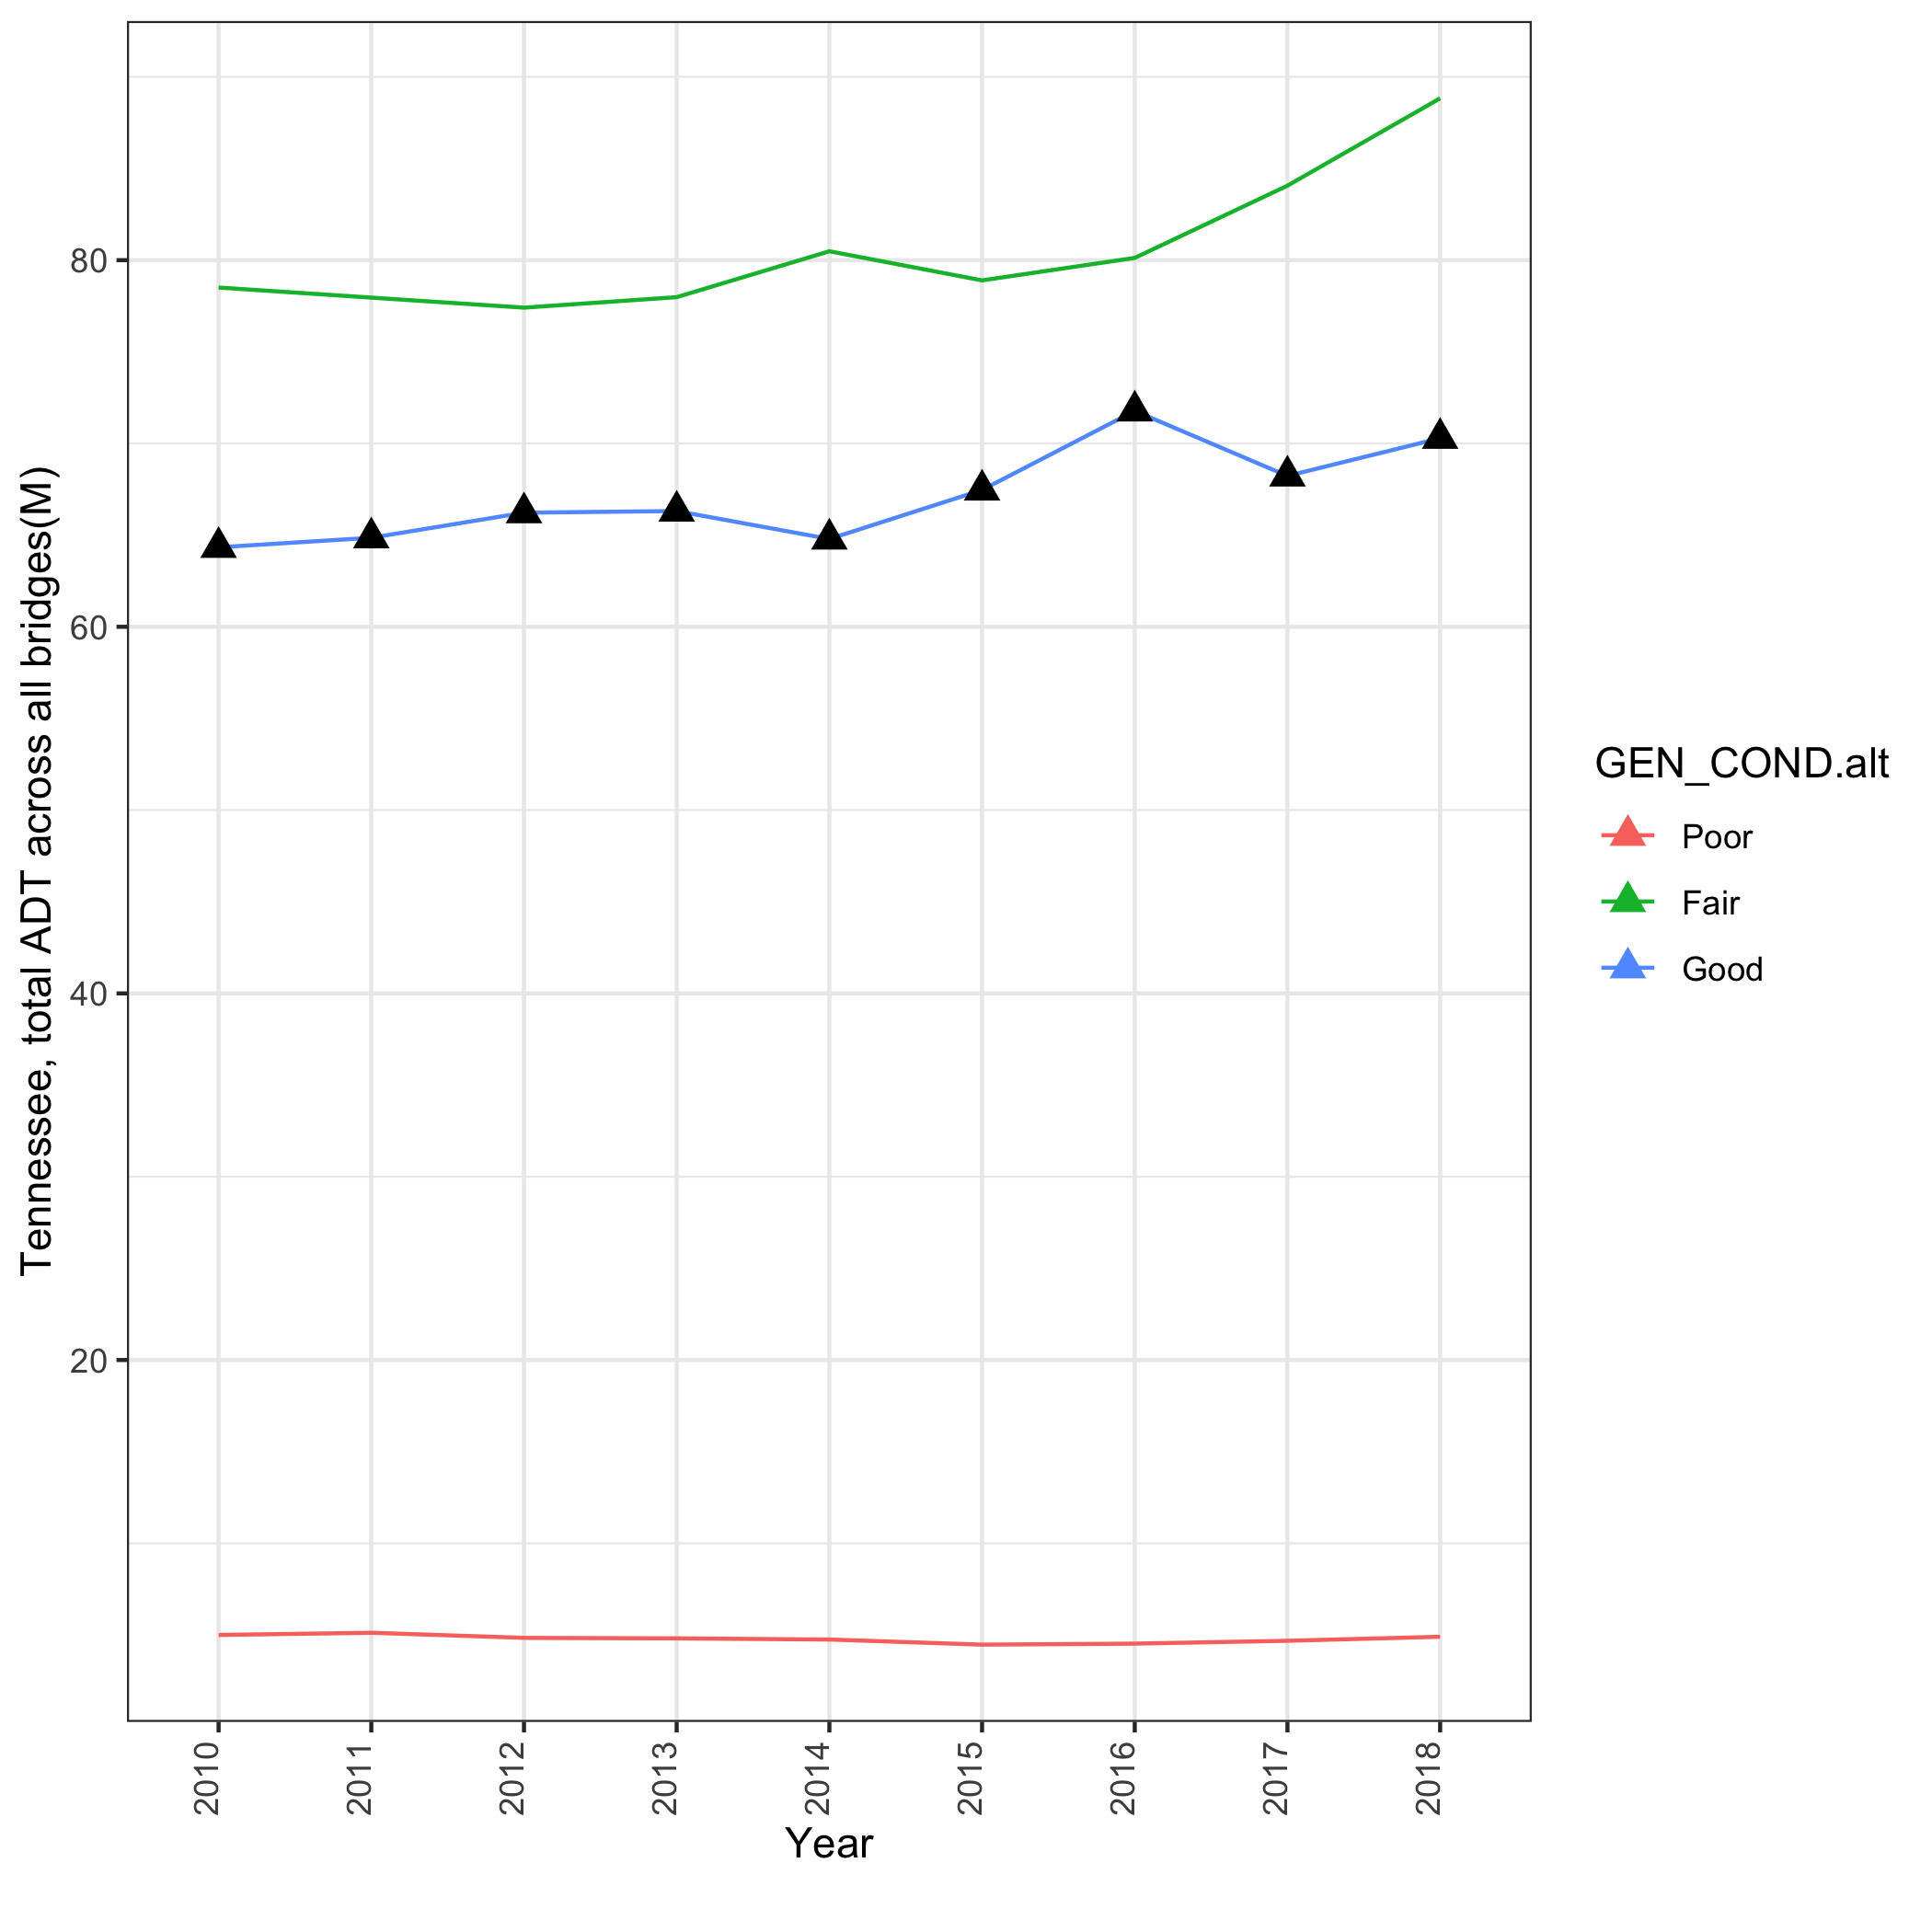 Tennessee, total ADT across all bridges(M)
80
60
40
20
2010
2011
2012
2013
2014
2015
2016
2017
2018
Year
GEN_COND.alt
Poor
Fair
Good